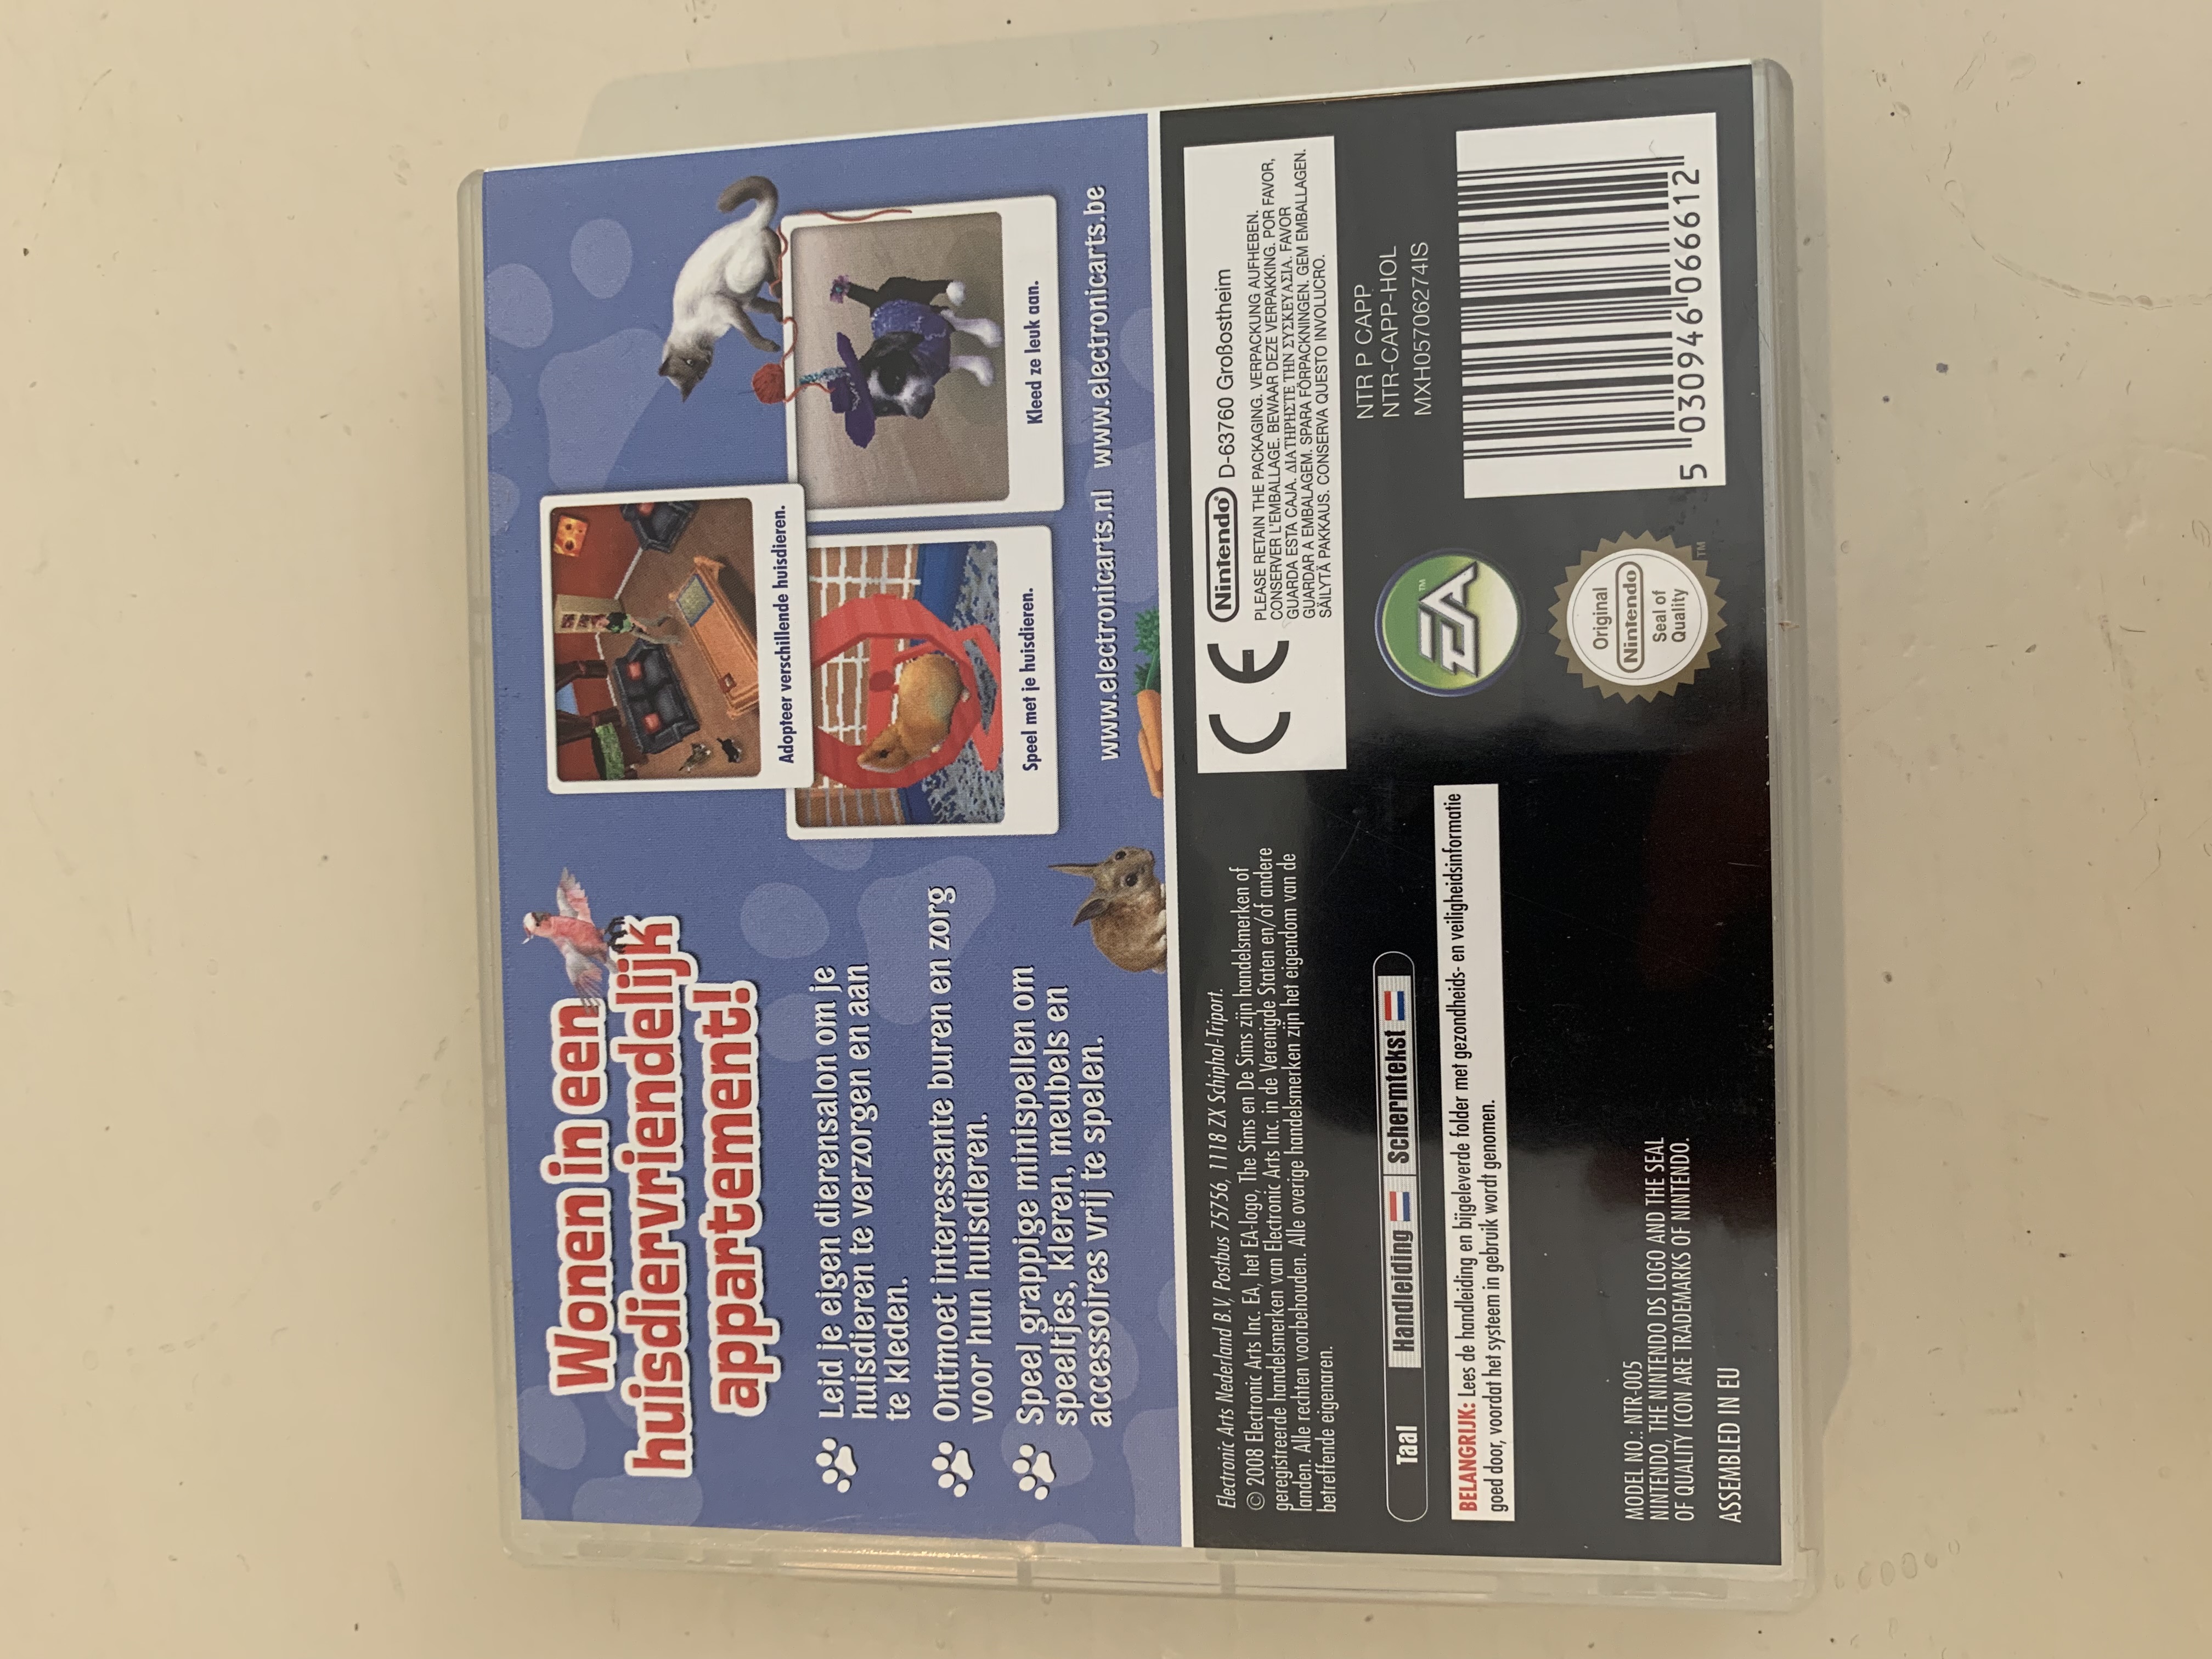 Wonen in een
huisdiervriendelijk
appartement!
Leid je eigen dierensalon om je
huisdieren te verzorgen en aan
te kleden.
Ontmoet interessante buren en zorg
voor hun huisdieren.
Speel grappige minispellen om
speeltjes, kleren, meubels en
accessoires vrij te spelen.
Adopteer verschillende huisdieren.
Speel met je huisdieren.
Kleed ze leuk aan.
www.electronicarts.nl www.electronicarts.be
Electronic Arts Nederland B.V, Postbus 75756, 1118 ZX Schiphol-Triport.
© 2008 Electronic Arts Inc. EA, het EA-logo, The Sims en De Sims zijn handelsmerken of
geregistreerde handelsmerken van Electronic Arts Inc. in de Verenigde Staten en/of andere
landen. Alle rechten voorbehouden. Alle overige handelsmerken zijn het eigendom van de
betreffende eigenaren.
Taal Handleiding Schermtekst
BELANGRIJK: Lees de handleiding en bijgeleverde folder met gezondheids- en veiligheidsinformatie
goed door, voordat het systeem in gebruik wordt genomen.
MODEL NO.: NTR-005
NINTENDO, THE NINTENDO DS LOGO AND THE SEAL
OF QUALITY ICON ARE TRADEMARKS OF NINTENDO.
ASSEMBLED IN EU
CE Nintendo® D-63760 Großostheim
PLEASE RETAIN THE PACKAGING. VERPACKUNG AUFHEBEN.
CONSERVER L'EMBALLAGE. BEWAAR DEZE VERPAKKING. POR FAVOR,
GUARDA ESTA CAJA. ΔΙΑΤΗΡΗΣΤΕ ΤΗΝ ΣΥΣΚΕΥΑΣΙΑ. FAVOR
GUARDAR A EMBALAGEM. SPARA FÖRPACKNINGEN. GEM EMBALLAGEN.
SÄILYTÄ PAKKAUS. CONSERVA QUESTO INVOLUCRO.
NTR P CAPP
NTR-CAPP-HOL
MXH05706274IS
EA™
Original
Nintendo
Seal of
Quality
TM
5 030946 066612